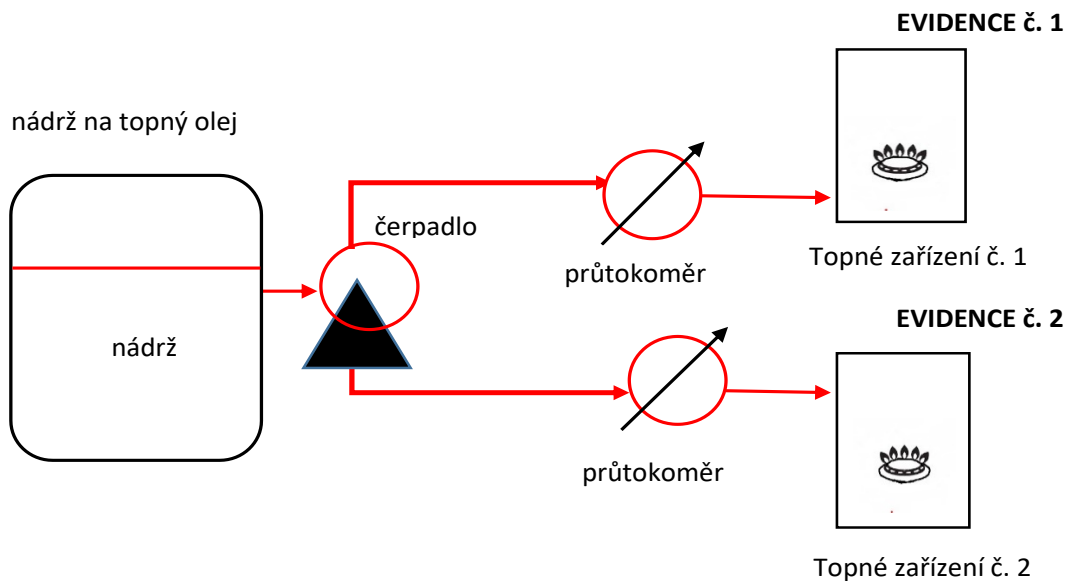 EVIDENCE č. 1
nádrž na topný olej
čerpadlo
průtokoměr
Topné zařízení č. 1
EVIDENCE č. 2
nádrž
průtokoměr
Topné zařízení č. 2